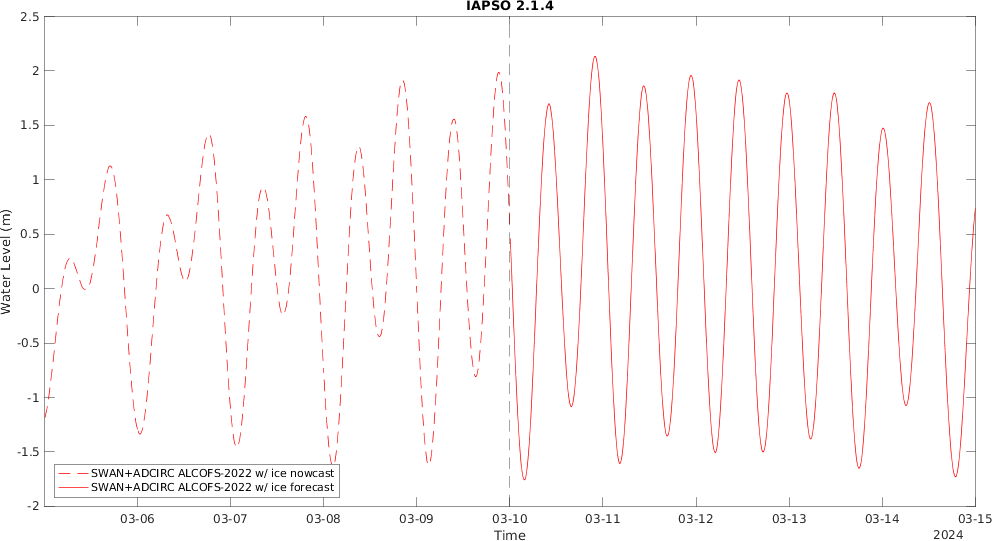 IAPSO 2.1.4
2.5
2
1.5
1
0.5
0
-0.5
-1
-1.5
-2
Water Level (m)
SWAN+ADCIRC ALCOFS-2022 w/ ice nowcast
SWAN+ADCIRC ALCOFS-2022 w/ ice forecast
03-06 03-07 03-08 03-09 03-10 03-11 03-12 03-13 03-14 03-15
Time
2024